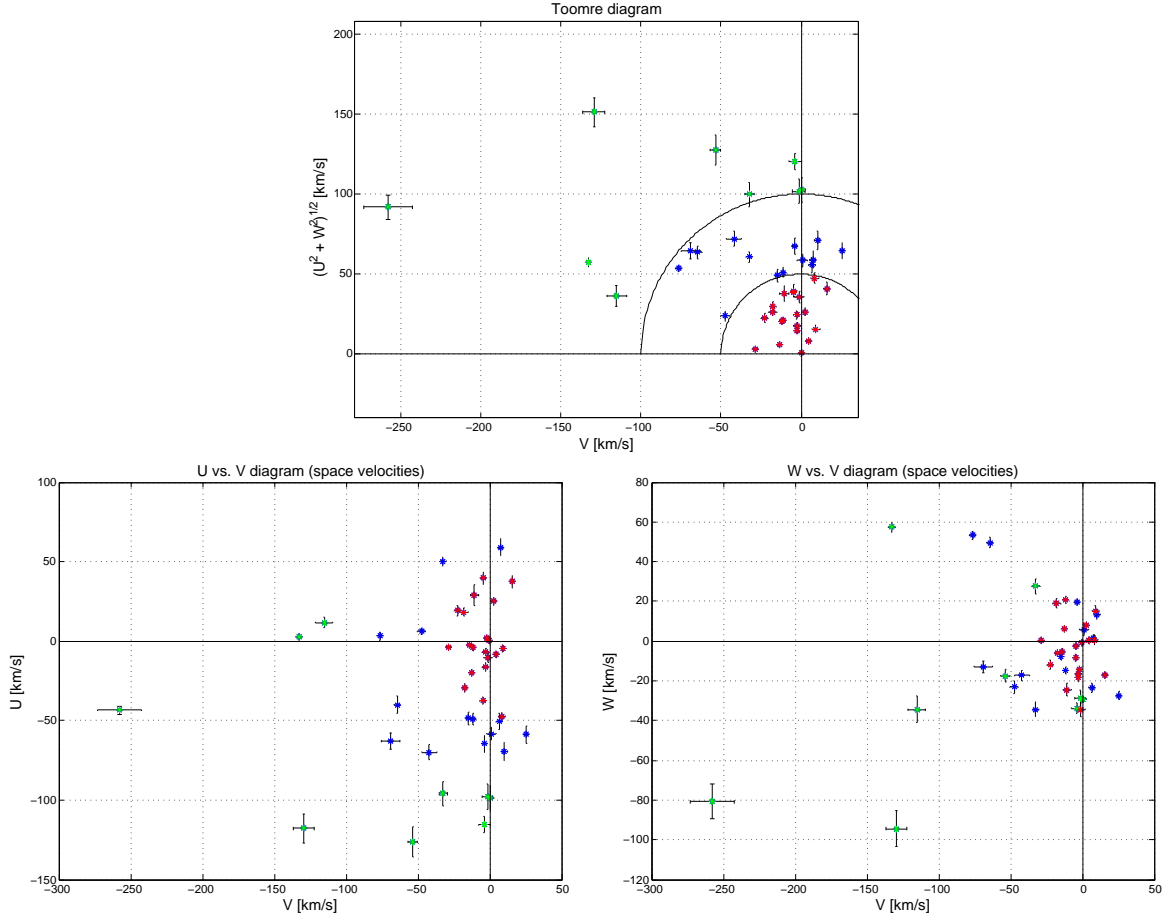 Toomre diagram
200
150
100
50
0
(U² + W²)^1/2 [km/s]
−250 −200 −150 −100 −50 0
V [km/s]
U vs. V diagram (space velocities)
100
50
0
−50
−100
−150
U [km/s]
−300 −250 −200 −150 −100 −50 0 50
V [km/s]
W vs. V diagram (space velocities)
80
60
40
20
0
−20
−40
−60
−80
−100
−120
W [km/s]
−300 −250 −200 −150 −100 −50 0 50
V [km/s]